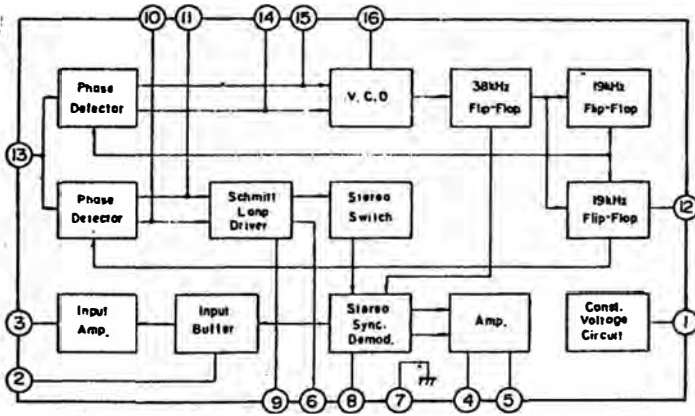 10 11 14 15 16
Phase
Detector
V. C. O
38kHz
Flip-Flop
19kHz
Flip-Flop
13
Phase
Detector
Schmitt
Lamp
Driver
Stereo
Switch
19kHz
Flip-Flop
12
3
Input
Amp.
Input
Buffer
Stereo
Sync.
Demod.
Amp.
Const.
Voltage
Circuit
1
2
9 6 8 7 4 5